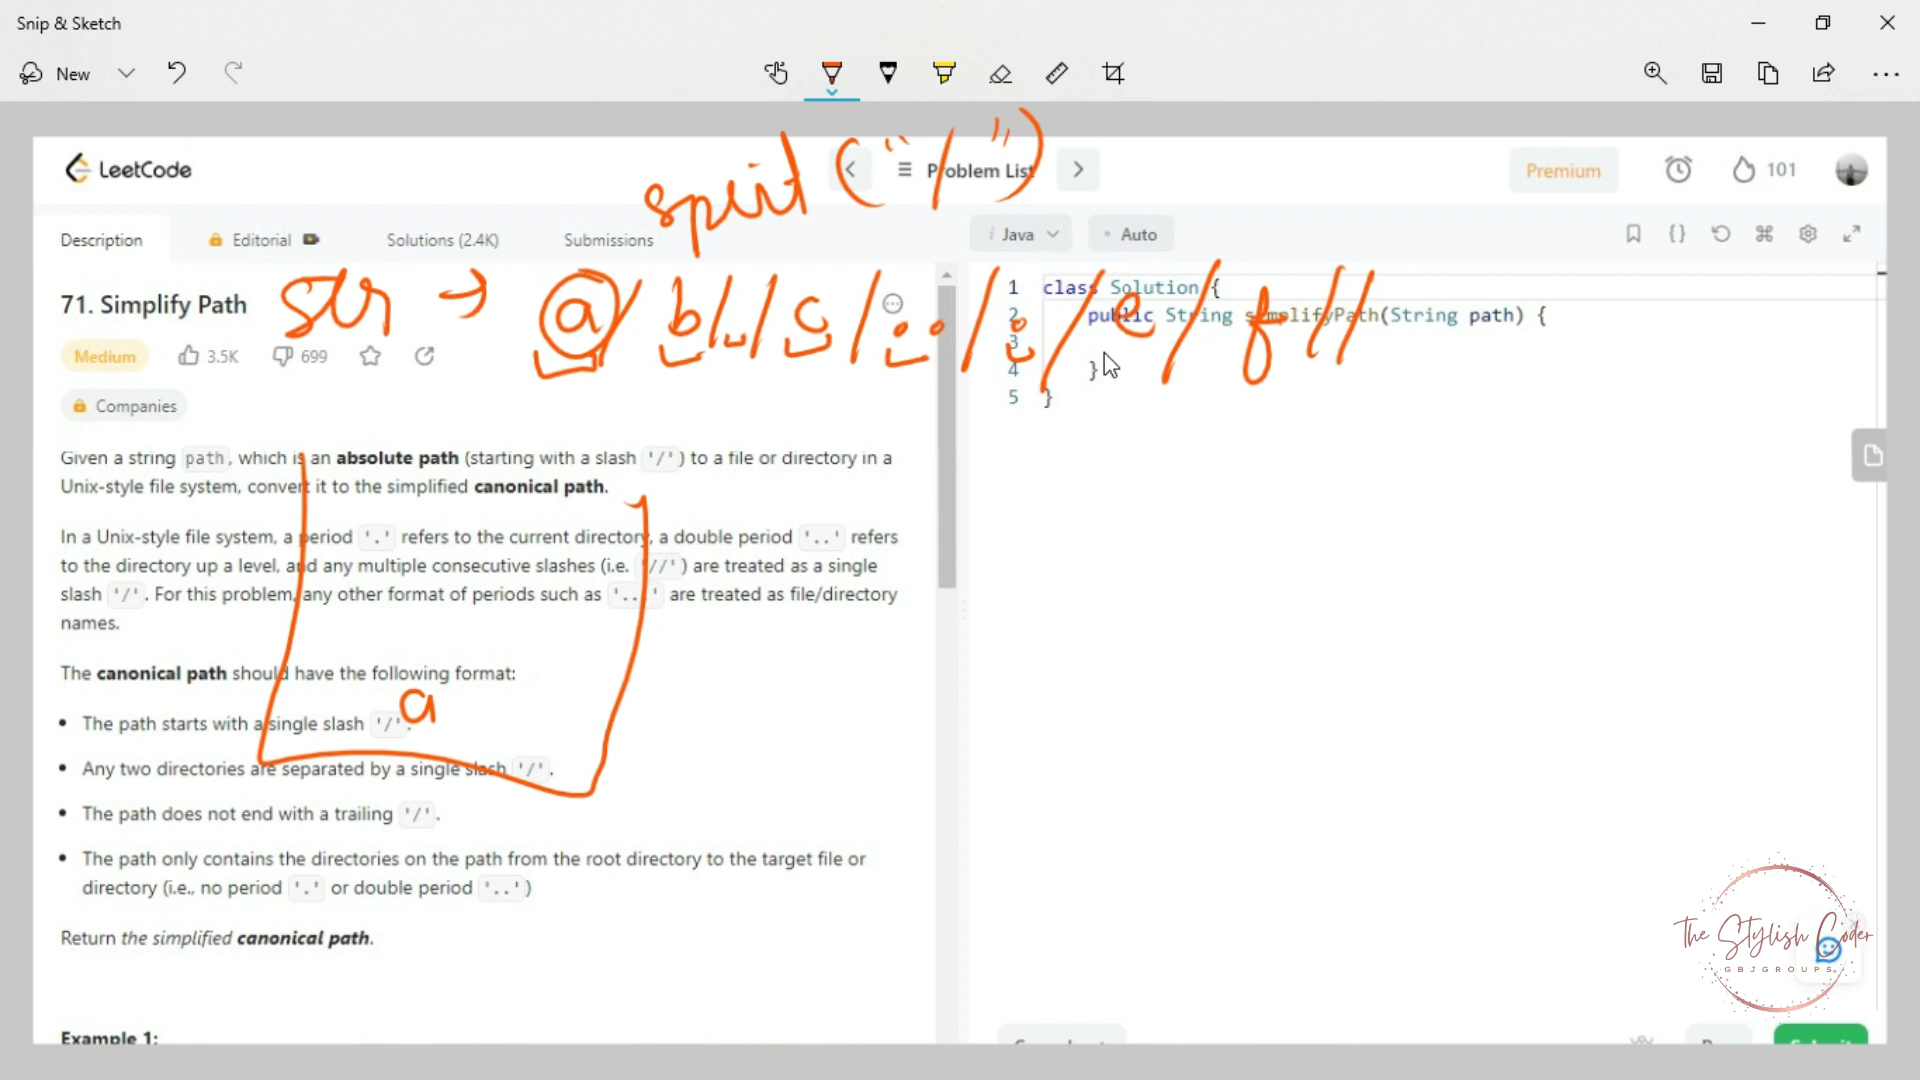 Snip & Sketch
New
split ("/")
LeetCode
Problem List
Premium
101
Description
Editorial
Solutions (2.4K)
Submissions
Java
Auto
str → a/b//c/../. /e/f//
71. Simplify Path
Medium
3.5K
699
Companies
1 class Solution {
2 public String simplifyPath(String path) {
3
4 }
5 }
Given a string path, which is an absolute path (starting with a slash '/') to a file or directory in a
Unix-style file system, convert it to the simplified canonical path.
In a Unix-style file system, a period '.' refers to the current directory, a double period '..' refers
to the directory up a level, and any multiple consecutive slashes (i.e. '//') are treated as a single
slash '/'. For this problem, any other format of periods such as '...' are treated as file/directory
names.
The canonical path should have the following format:
a
• The path starts with a single slash '/'.
• Any two directories are separated by a single slash '/'.
• The path does not end with a trailing '/'.
• The path only contains the directories on the path from the root directory to the target file or
directory (i.e., no period '.' or double period '..')
Return the simplified canonical path.
Example 1:
The Stylish Coder
GBJGROUPS